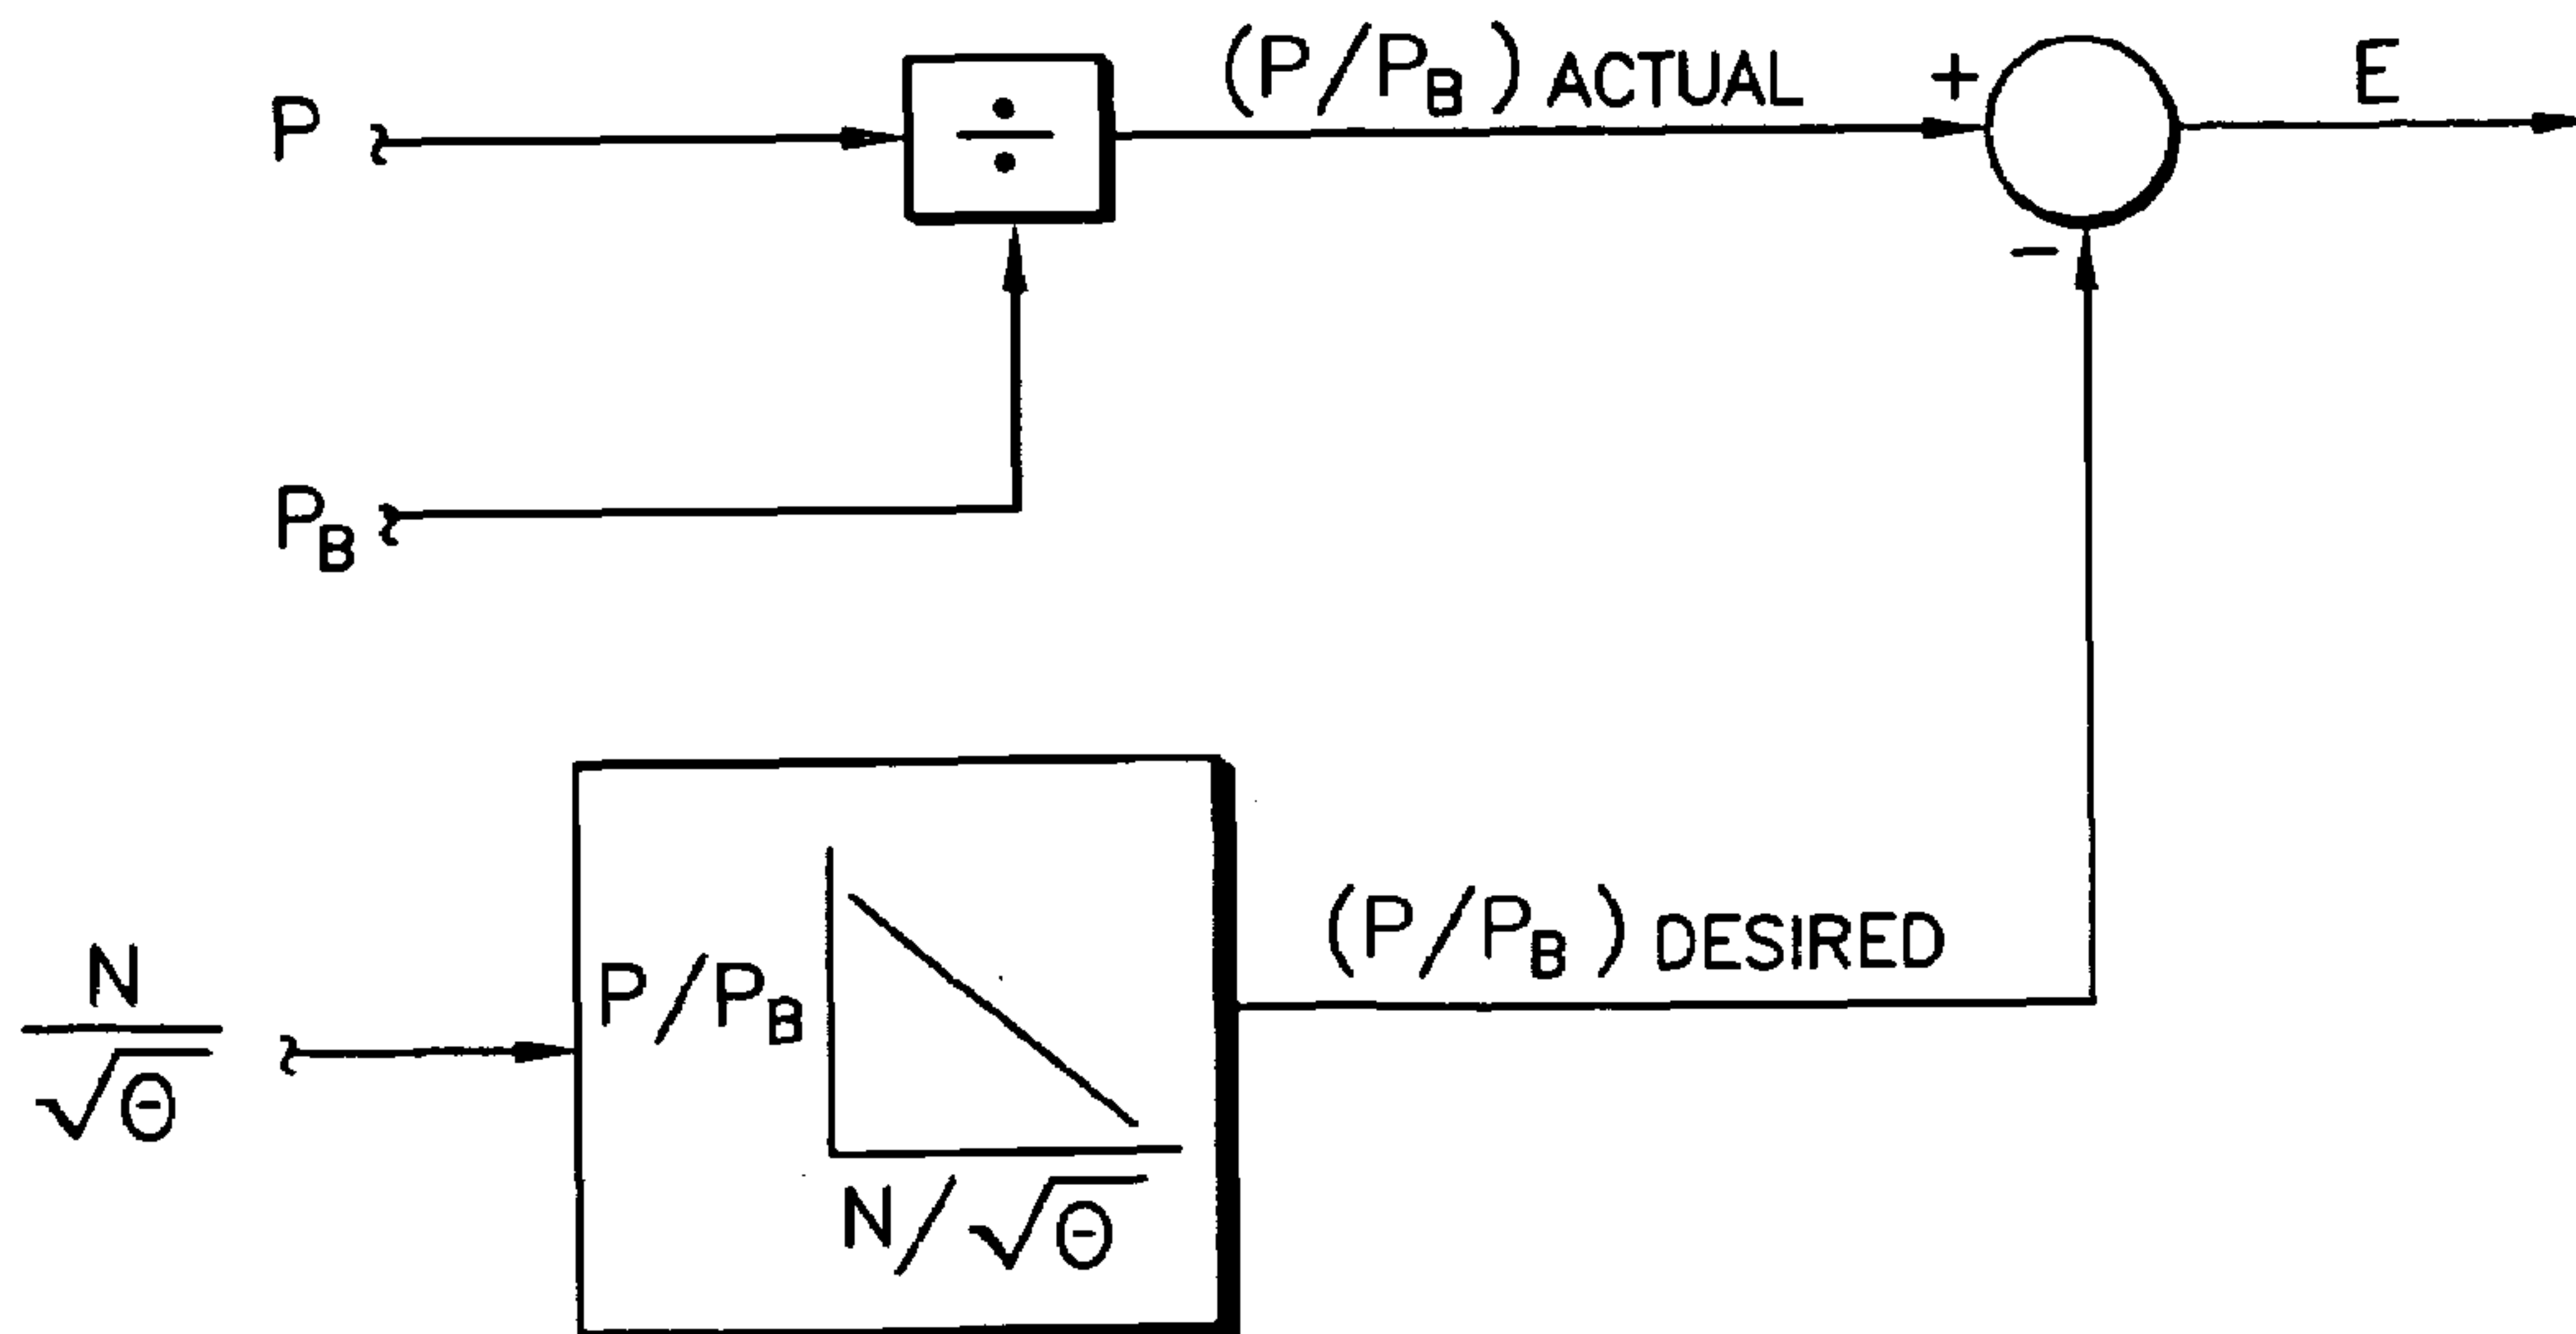 P
÷
(P/P_B) ACTUAL
+
E
−
P_B
N/√Θ
P/P_B
N/√Θ
(P/P_B) DESIRED